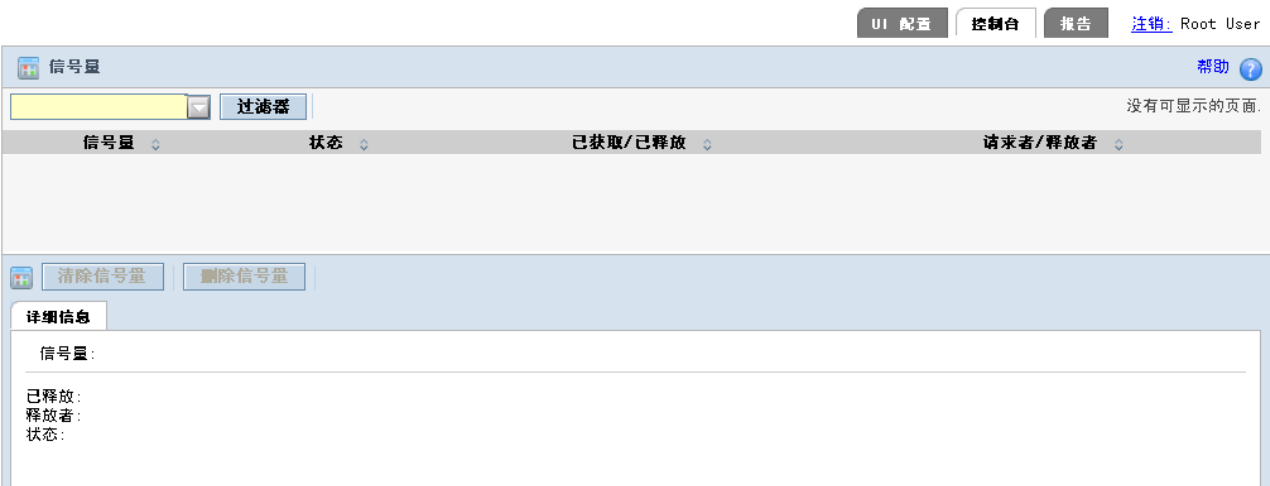 UI 配置 控制台 报告 注销: Root User
信号量 帮助
过滤器 没有可显示的页面.
信号量 状态 已获取/已释放 请求者/释放者
清除信号量 删除信号量
详细信息
信号量:
已释放:
释放者:
状态: